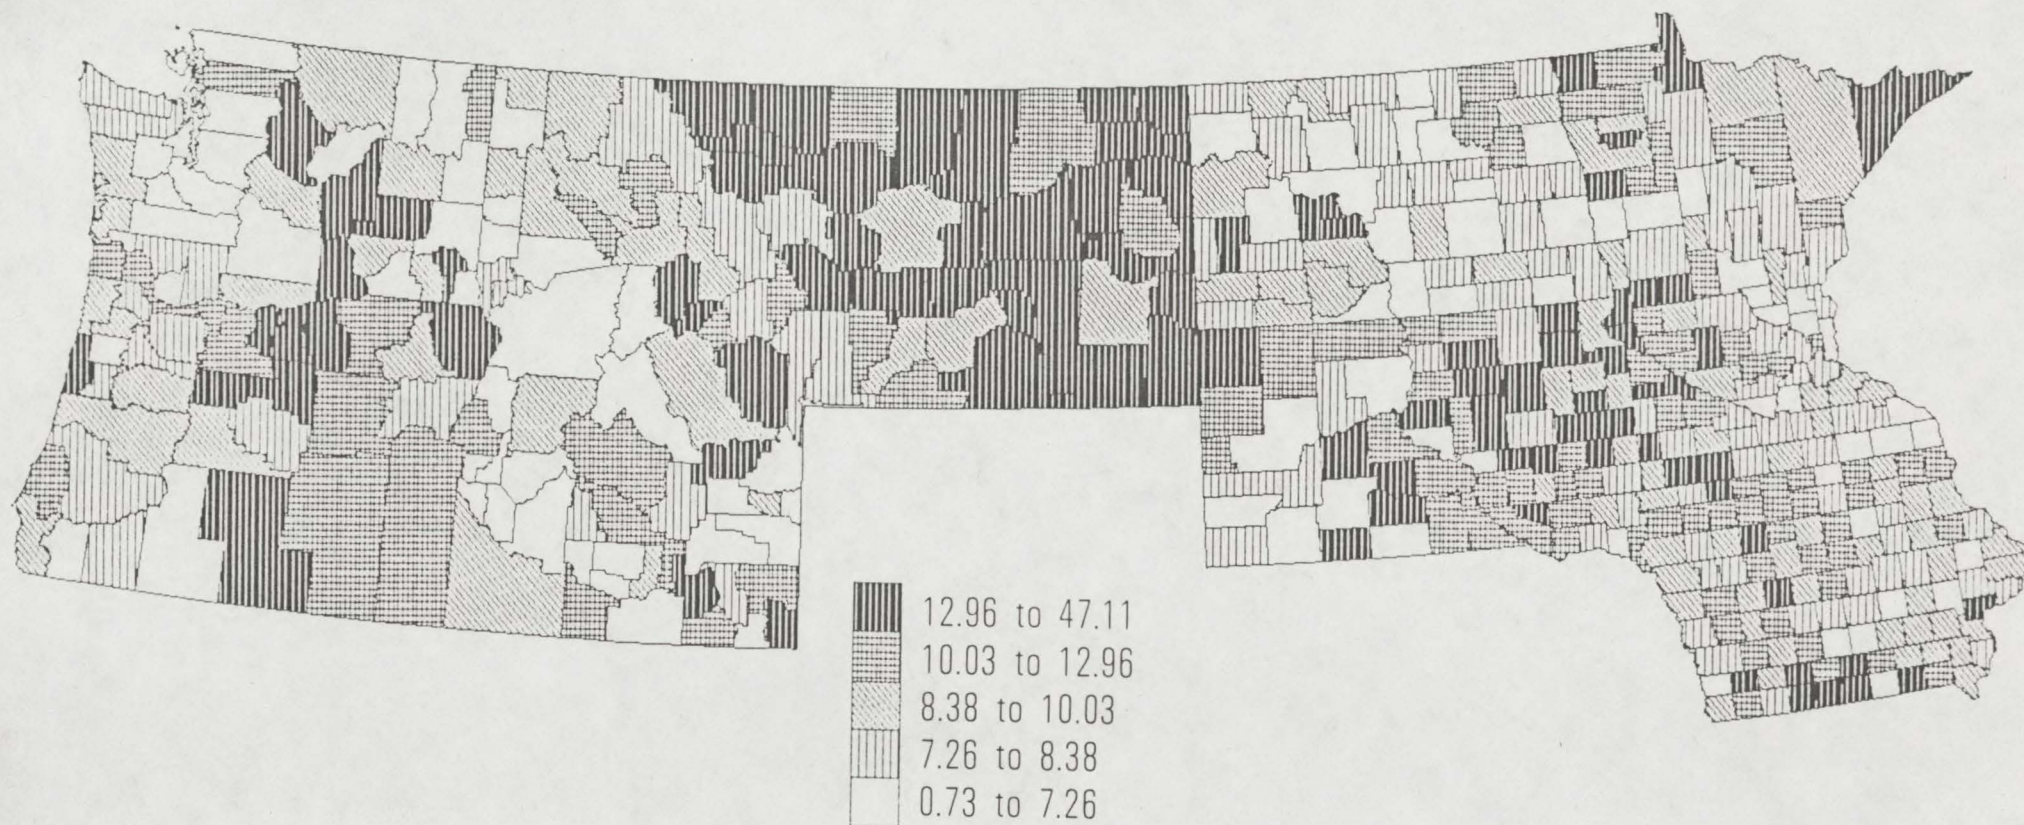 12.96 to 47.11
10.03 to 12.96
8.38 to 10.03
7.26 to 8.38
0.73 to 7.26